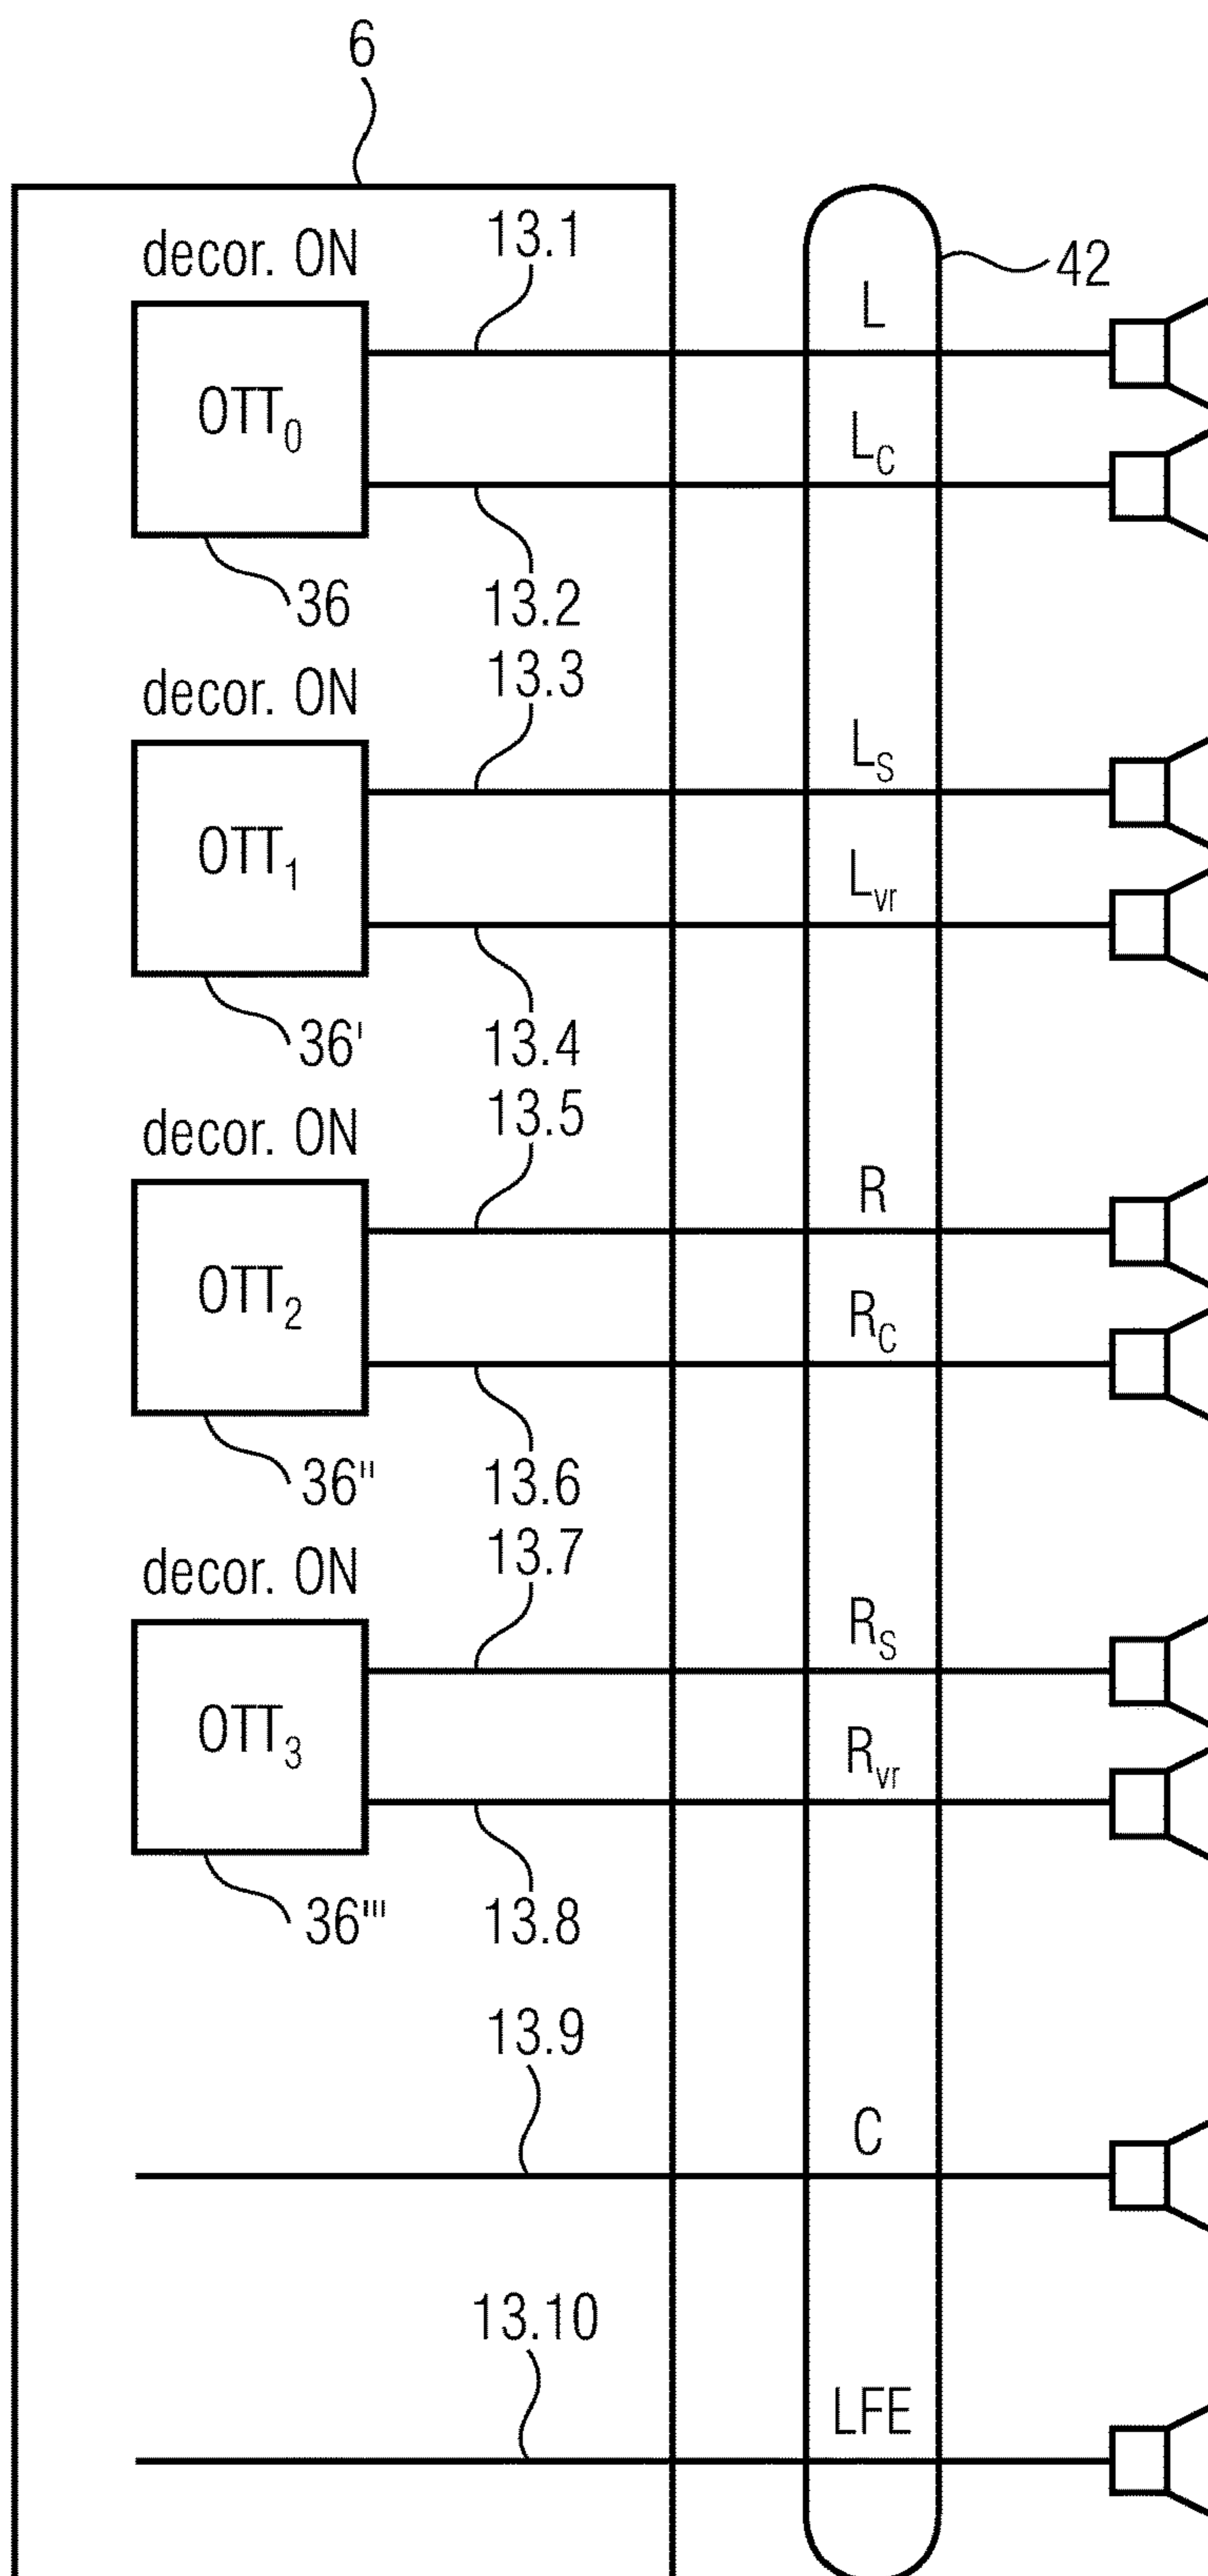 6
decor. ON
13.1
42
L
OTT0
LC
36
13.2
decor. ON
13.3
LS
OTT1
Lvr
36'
13.4
decor. ON
13.5
R
OTT2
RC
36"
13.6
decor. ON
13.7
RS
OTT3
Rvr
36'''
13.8
13.9
C
13.10
LFE